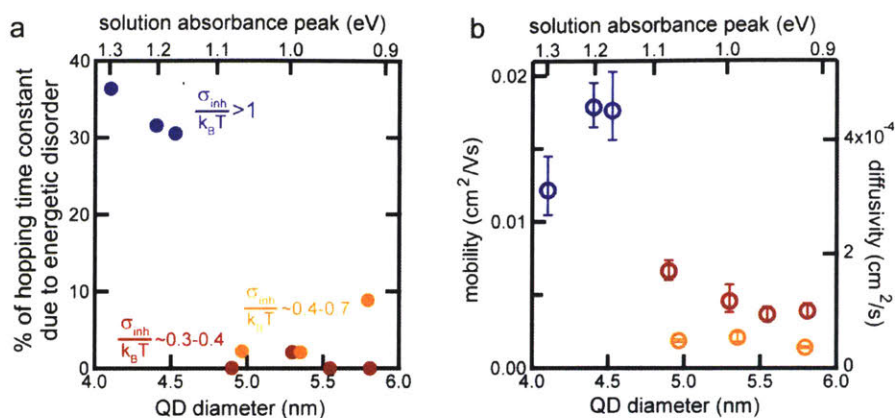 a
solution absorbance peak (eV)
1.3 1.2 1.1 1.0 0.9
% of hopping time constant
due to energetic disorder
40
30
20
10
0
σinh
kBT >1
σinh
kBT ~0.4-0.7
σinh
kBT ~0.3-0.4
4.0 4.5 5.0 5.5 6.0
QD diameter (nm)
b
solution absorbance peak (eV)
1.3 1.2 1.1 1.0 0.9
mobility (cm²/Vs)
0.02
0.01
0.00
4x10⁻⁴
2
0
diffusivity (cm²/s)
4.0 4.5 5.0 5.5 6.0
QD diameter (nm)